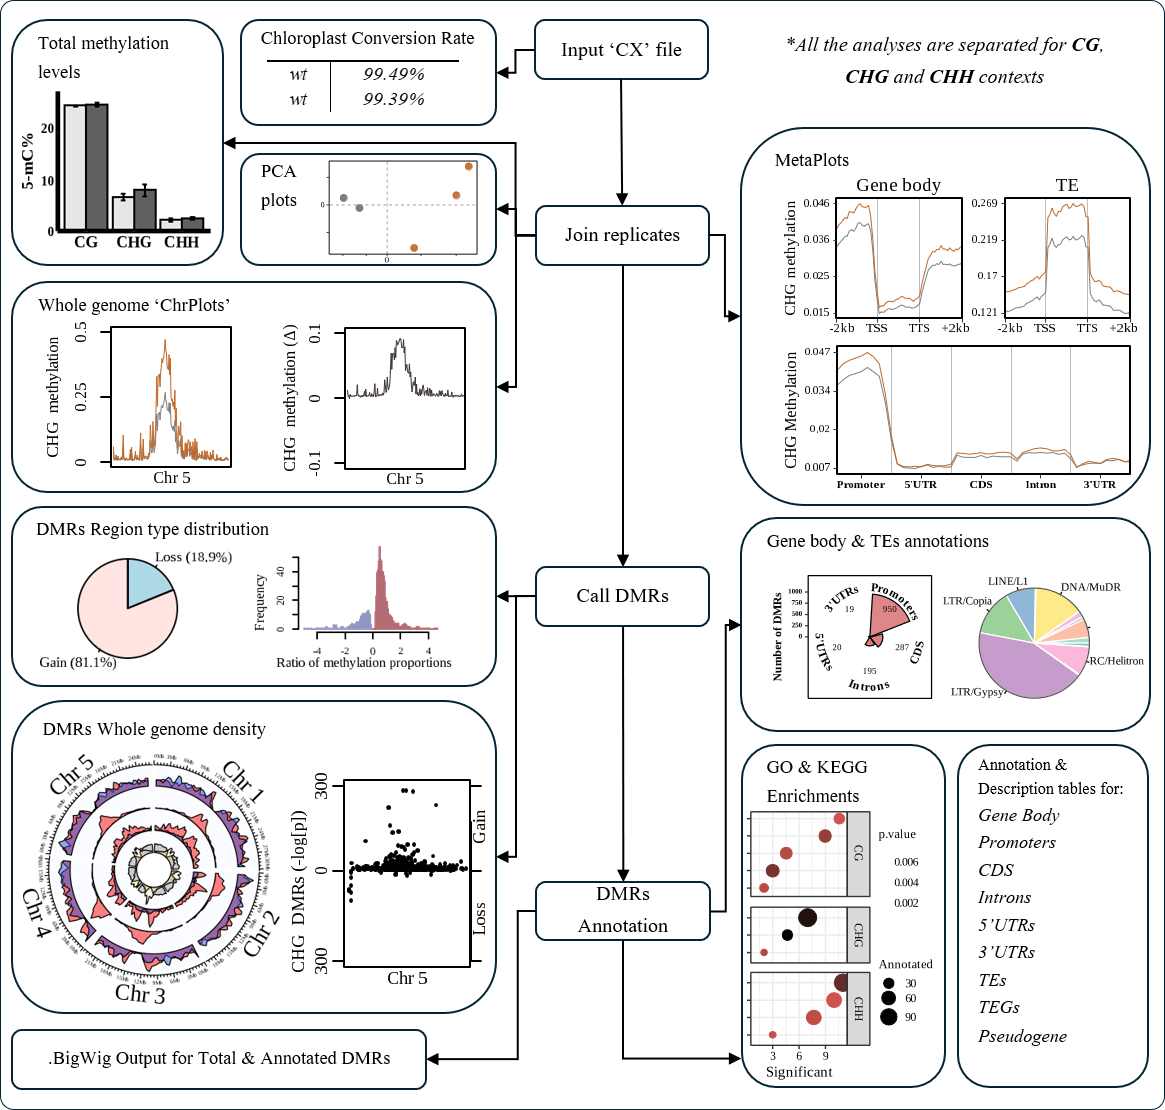 Total methylation
levels
5-mC%
20
10
0
CG CHG CHH
Chloroplast Conversion Rate
wt 99.49%
wt 99.39%
Input ‘CX’ file
*All the analyses are separated for CG,
CHG and CHH contexts
PCA
plots
0
0
Join replicates
MetaPlots
Gene body
CHG methylation
0.046
0.036
0.025
0.015
-2kb TSS TTS +2kb
TE
0.269
0.219
0.17
0.121
-2kb TSS TTS +2kb
CHG Methylation
0.047
0.034
0.02
0.007
Promoter 5'UTR CDS Intron 3'UTR
Whole genome ‘ChrPlots’
CHG methylation
0.5
0.25
0
Chr 5
CHG methylation (Δ)
0.1
0
-0.1
Chr 5
DMRs Region type distribution
Loss (18.9%)
Gain (81.1%)
Frequency
40
20
0
-4 -2 0 2 4
Ratio of methylation proportions
Call DMRs
Gene body & TEs annotations
Number of DMRs
1000
750
500
250
0
Promoters
950
CDS
287
Introns
195
5'UTRs
20
3'UTRs
19
LINE/L1
DNA/MuDR
LTR/Copia
RC/Helitron
LTR/Gypsy
DMRs Whole genome density
Chr 1
Chr 2
Chr 3
Chr 4
Chr 5
CHG DMRs (-log[p])
300
0
300
Gain
Loss
Chr 5
DMRs
Annotation
.BigWig Output for Total & Annotated DMRs
GO & KEGG
Enrichments
CG
CHG
CHH
3 6 9
Significant
p.value
0.006
0.004
0.002
Annotated
30
60
90
Annotation &
Description tables for:
Gene Body
Promoters
CDS
Introns
5’UTRs
3’UTRs
TEs
TEGs
Pseudogene